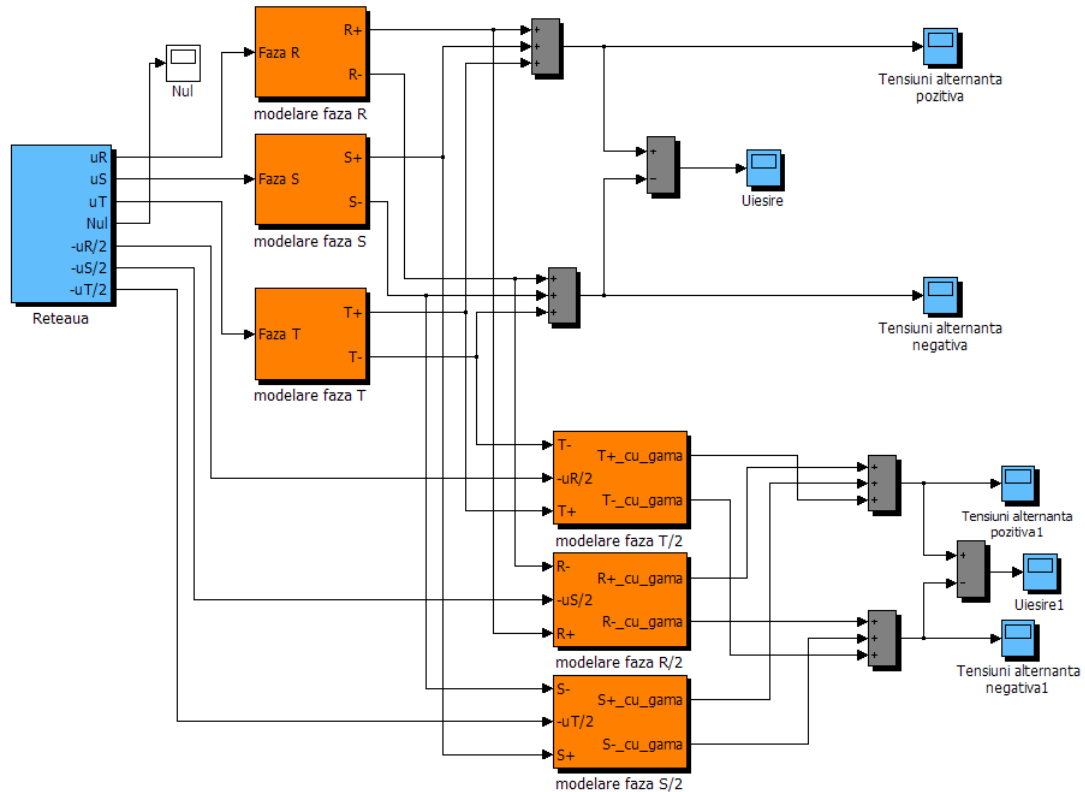 Nul
Faza R
R+
R-
modelare faza R
Tensiuni alternanta
pozitiva
uR
uS
uT
Nul
-uR/2
-uS/2
-uT/2
Reteaua
Faza S
S+
S-
modelare faza S
Uiesire
Faza T
T+
T-
modelare faza T
Tensiuni alternanta
negativa
T-
-uR/2
T+
T+_cu_gama
T-_cu_gama
modelare faza T/2
Tensiuni alternanta
pozitiva1
R-
-uS/2
R+
R+_cu_gama
R-_cu_gama
modelare faza R/2
Uiesire1
Tensiuni alternanta
negativa1
S-
-uT/2
S+
S+_cu_gama
S-_cu_gama
modelare faza S/2